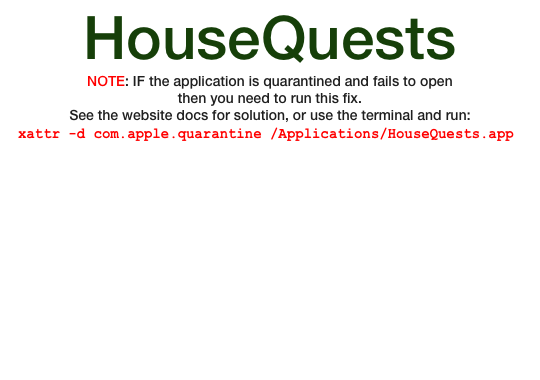 HouseQuests
NOTE: IF the application is quarantined and fails to open
then you need to run this fix.
See the website docs for solution, or use the terminal and run:
xattr -d com.apple.quarantine /Applications/HouseQuests.app